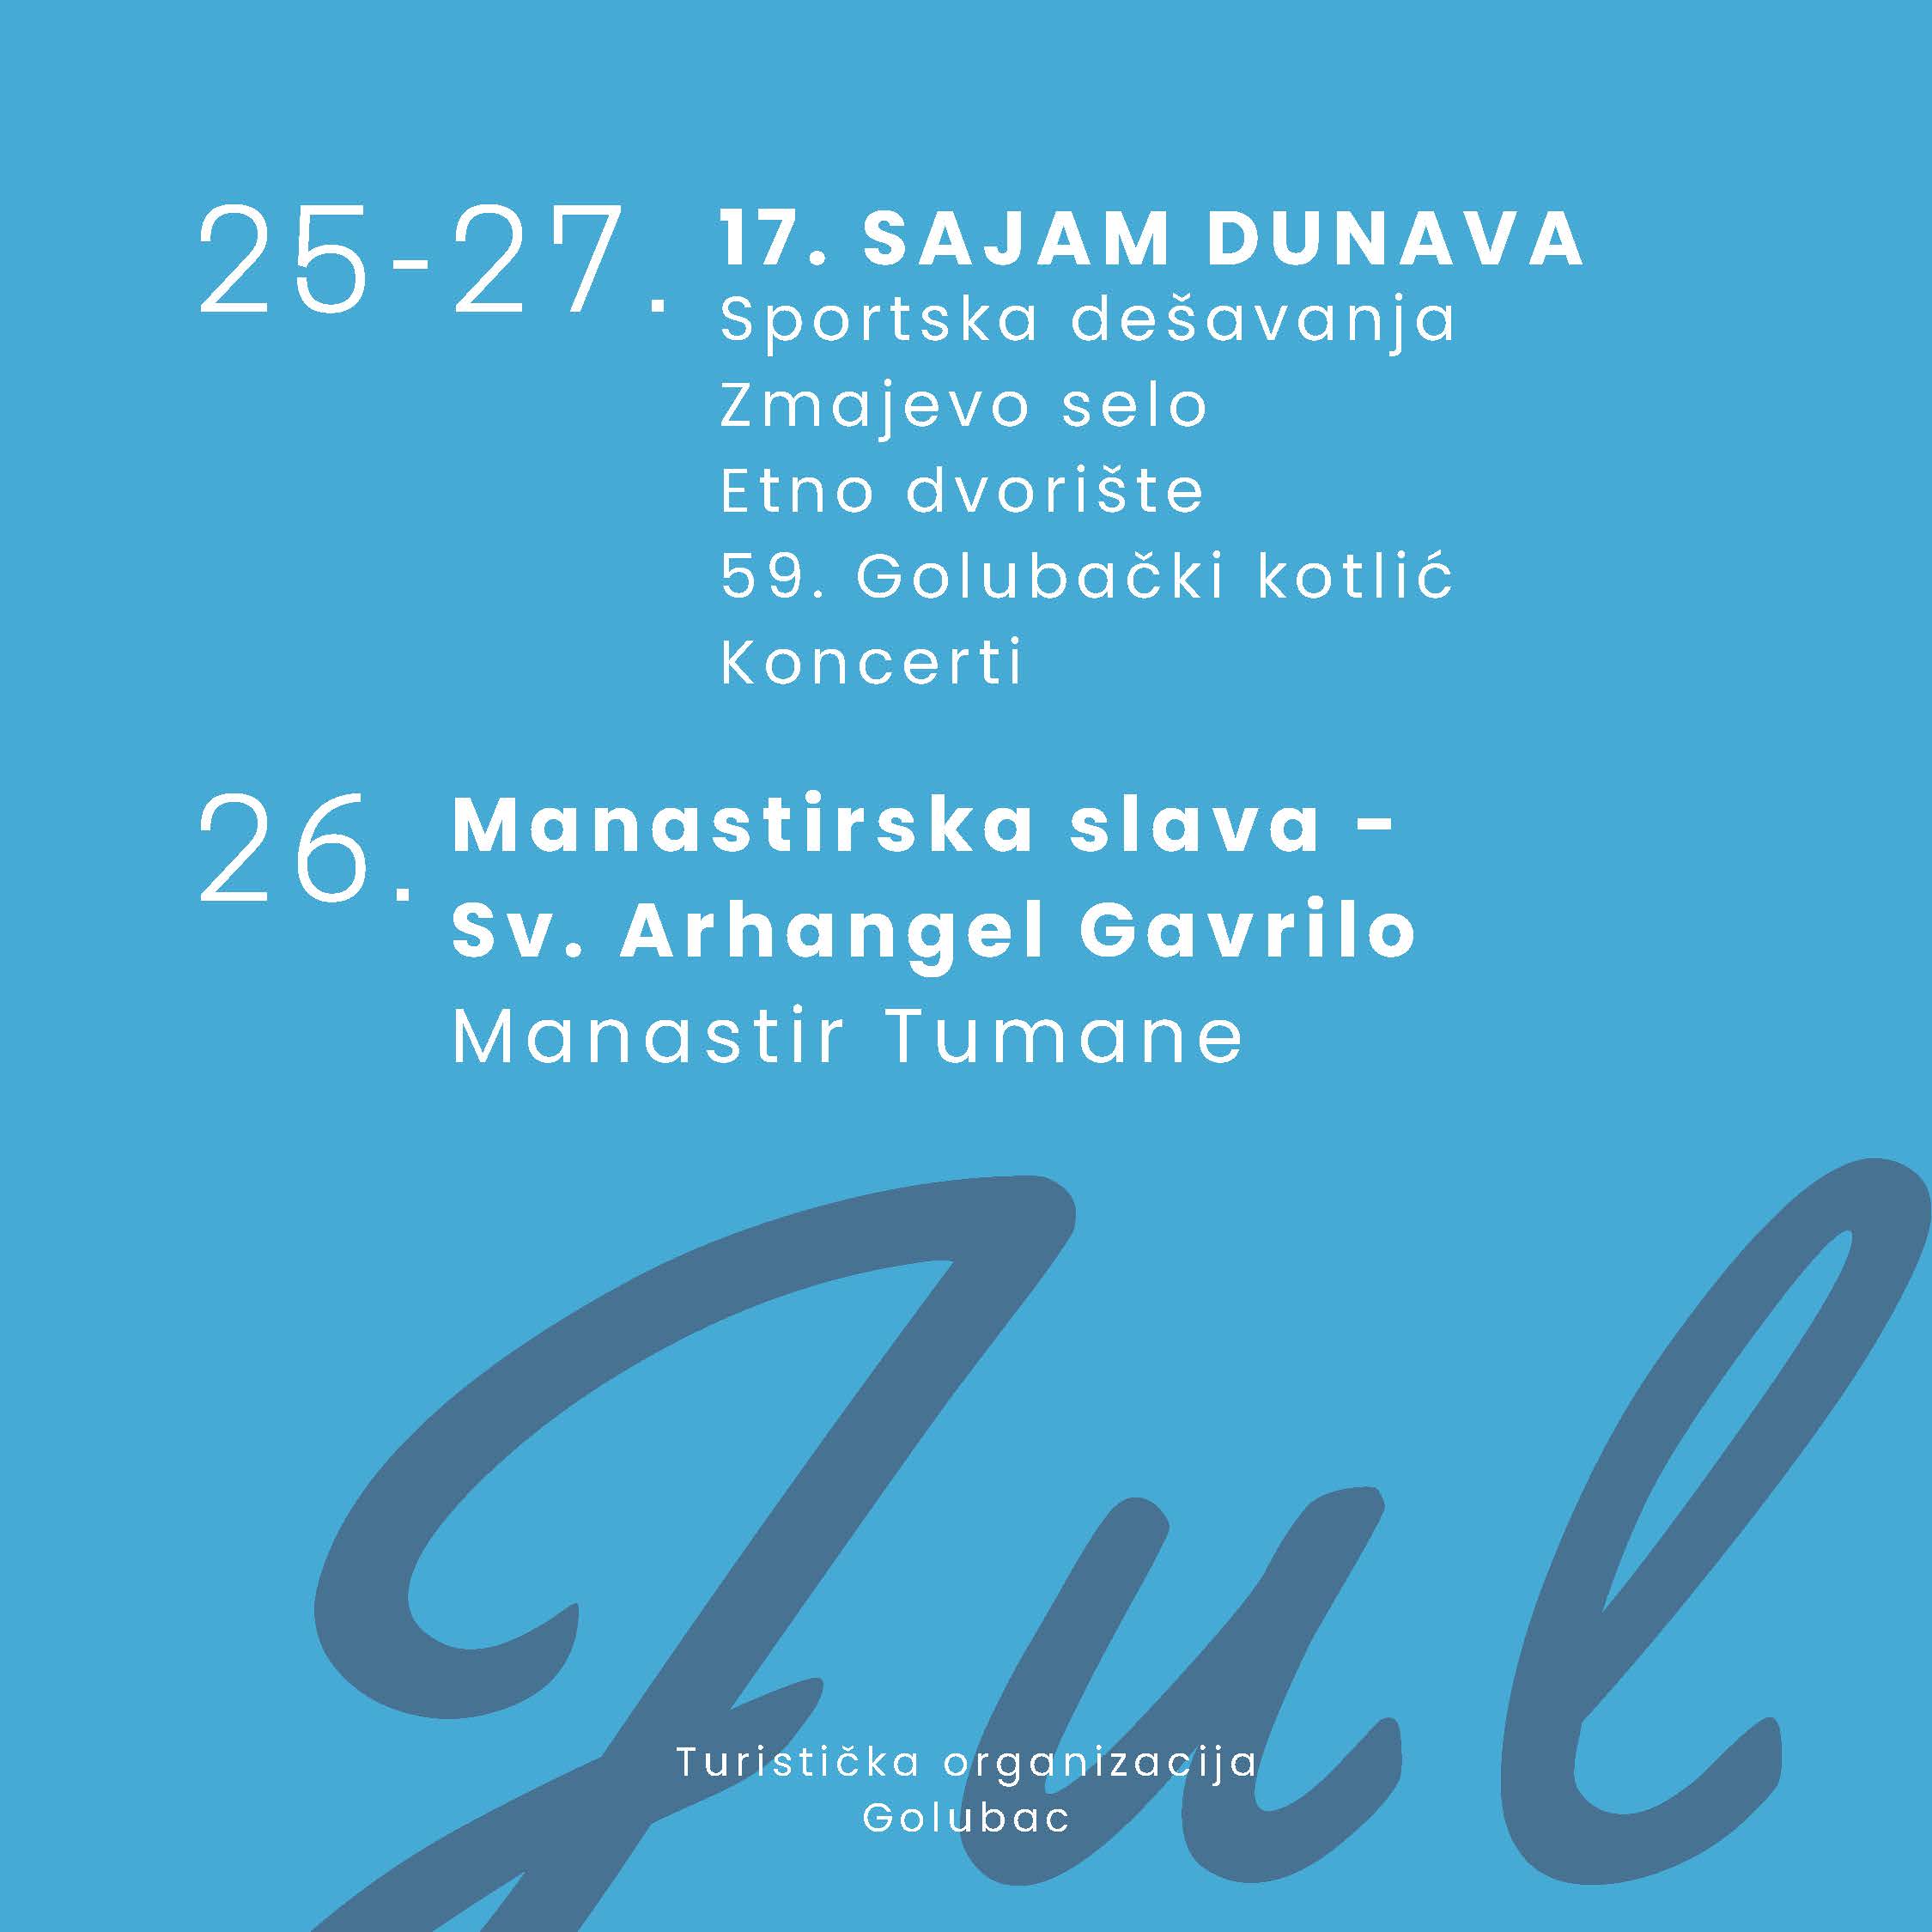 25-27. 17. SAJAM DUNAVA
Sportska dešavanja
Zmajevo selo
Etno dvorište
59. Golubački kotlić
Koncerti
26. Manastirska slava -
Sv. Arhangel Gavrilo
Manastir Tumane
Jul
Turistička organizacija
Golubac